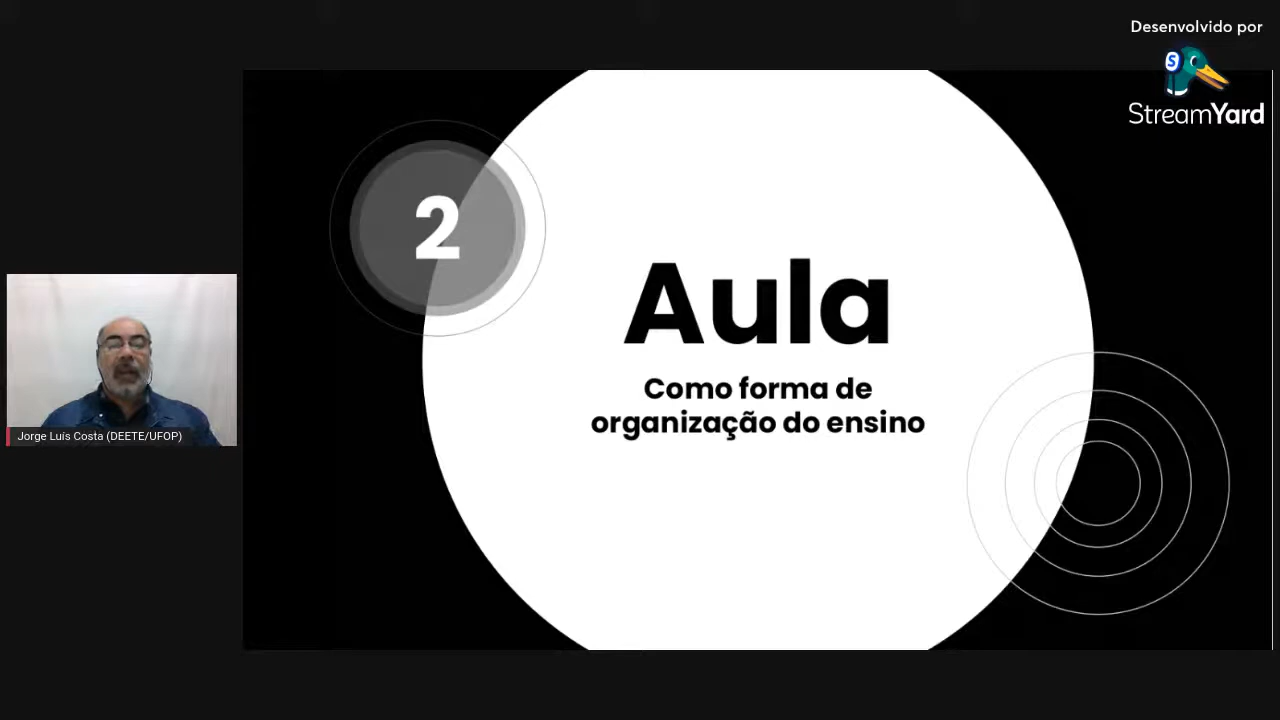 Desenvolvido por
StreamYard
2
Aula
Como forma de
organização do ensino
Jorge Luís Costa (DEETE/UFOP)